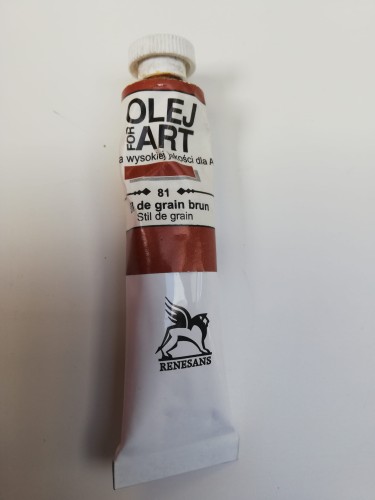 OLEJ
FOR
ART
a wysokiej jakości dla A
81
l de grain brun
Stil de grain
RENESANS